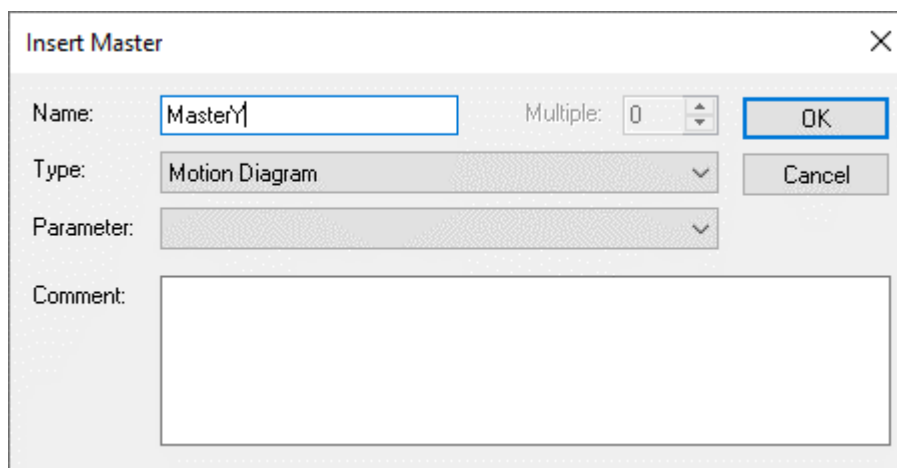 Insert Master
Name: MasterY Multiple: 0 OK
Type: Motion Diagram Cancel
Parameter:
Comment: